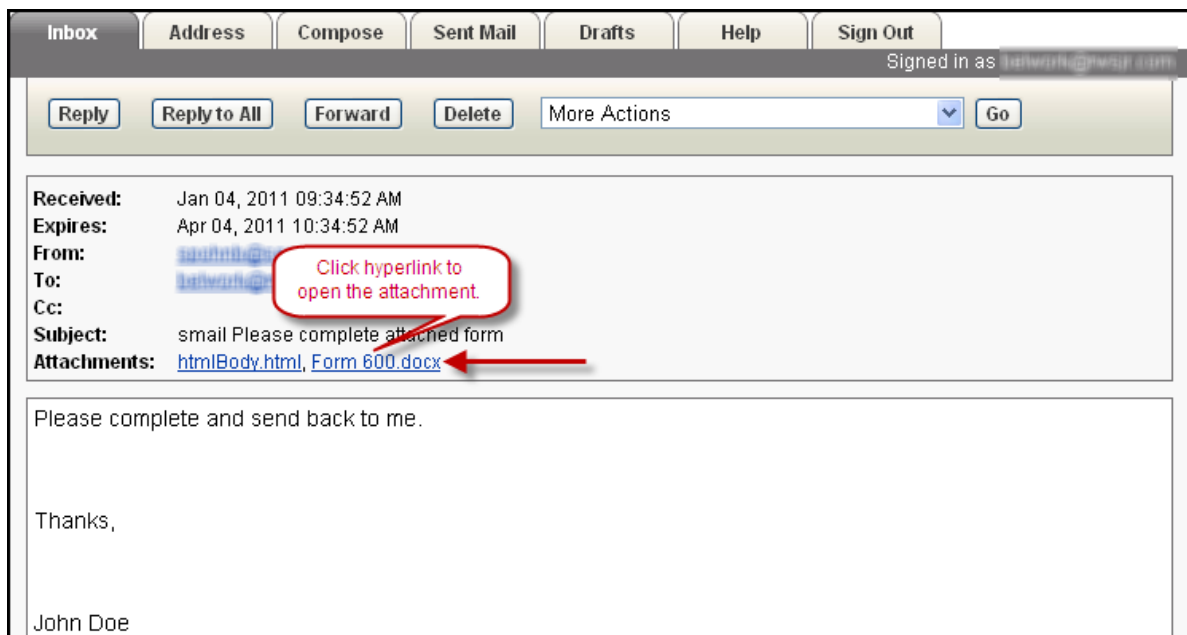 Inbox Address Compose Sent Mail Drafts Help Sign Out
Signed in as
Reply Reply to All Forward Delete More Actions Go
Received: Jan 04, 2011 09:34:52 AM
Expires: Apr 04, 2011 10:34:52 AM
From:
To:
Click hyperlink to
open the attachment.
Cc:
Subject: smail Please complete attached form
Attachments: htmlBody.html, Form 600.docx
Please complete and send back to me.
Thanks,
John Doe